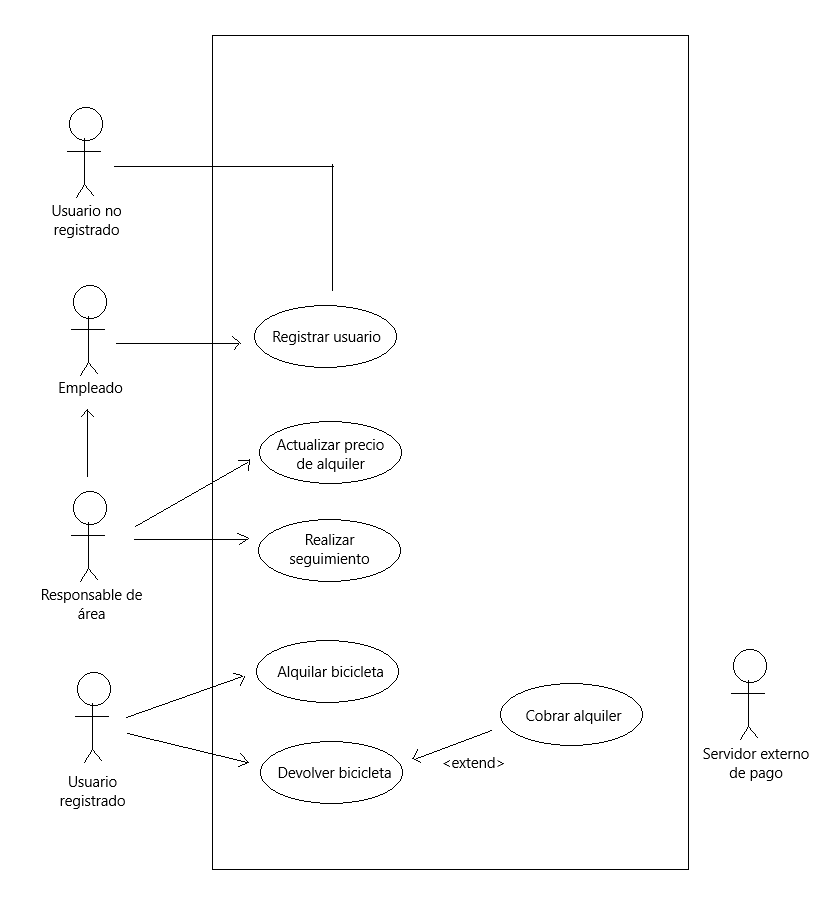 Usuario no
registrado
Empleado
Registrar usuario
Actualizar precio
de alquiler
Realizar
seguimiento
Responsable de
área
Alquilar bicicleta
Usuario
registrado
Devolver bicicleta
Cobrar alquiler
<extend>
Servidor externo
de pago